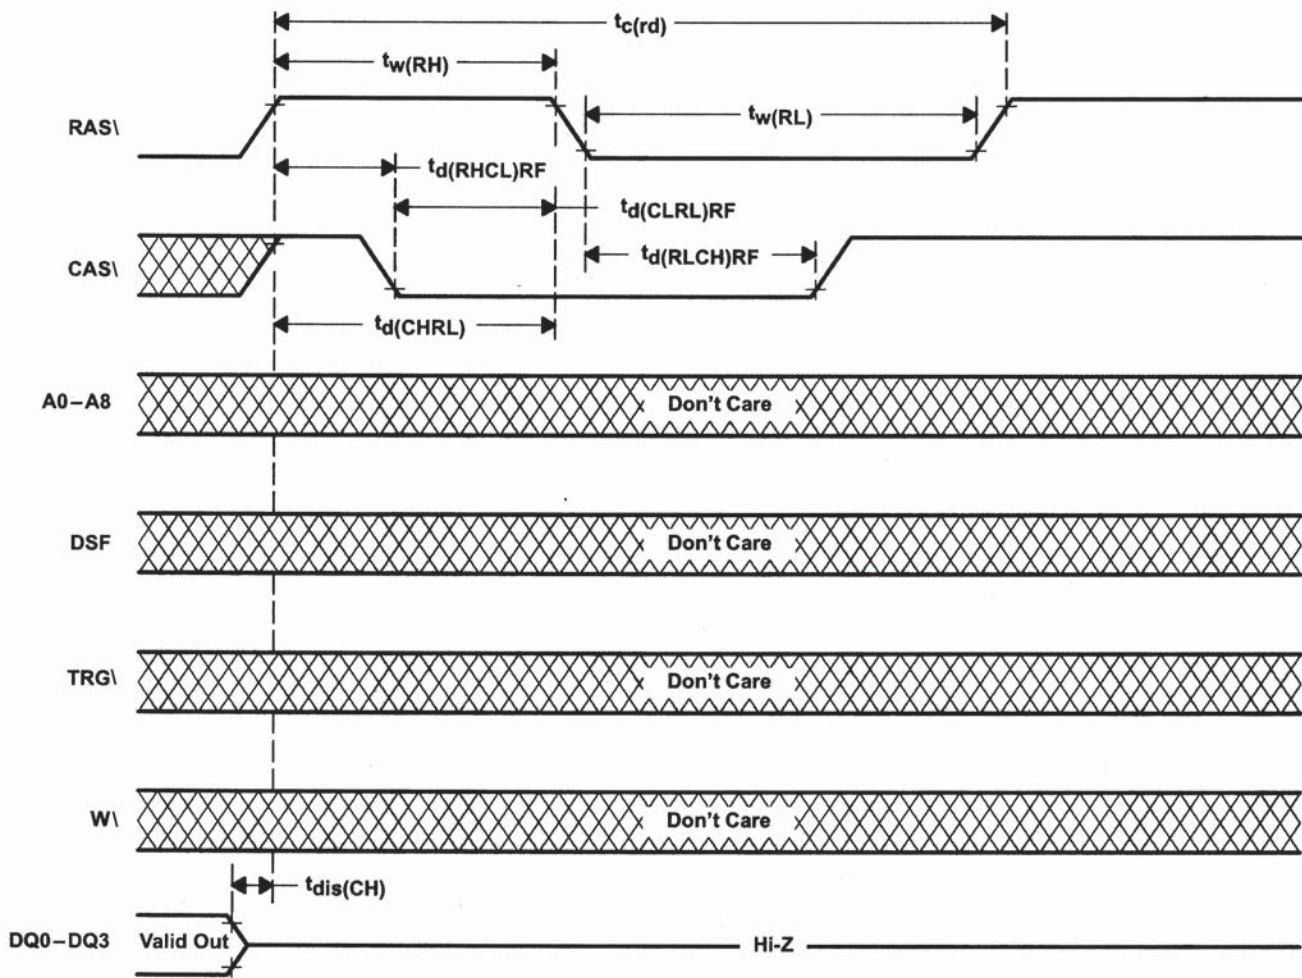 tc(rd)
tw(RH)
RAS\
tw(RL)
td(RHCL)RF
td(CLRL)RF
CAS\
td(RLCH)RF
td(CHRL)
A0–A8
Don't Care
DSF
Don't Care
TRG\
Don't Care
W\
Don't Care
tdis(CH)
DQ0–DQ3
Valid Out
Hi-Z